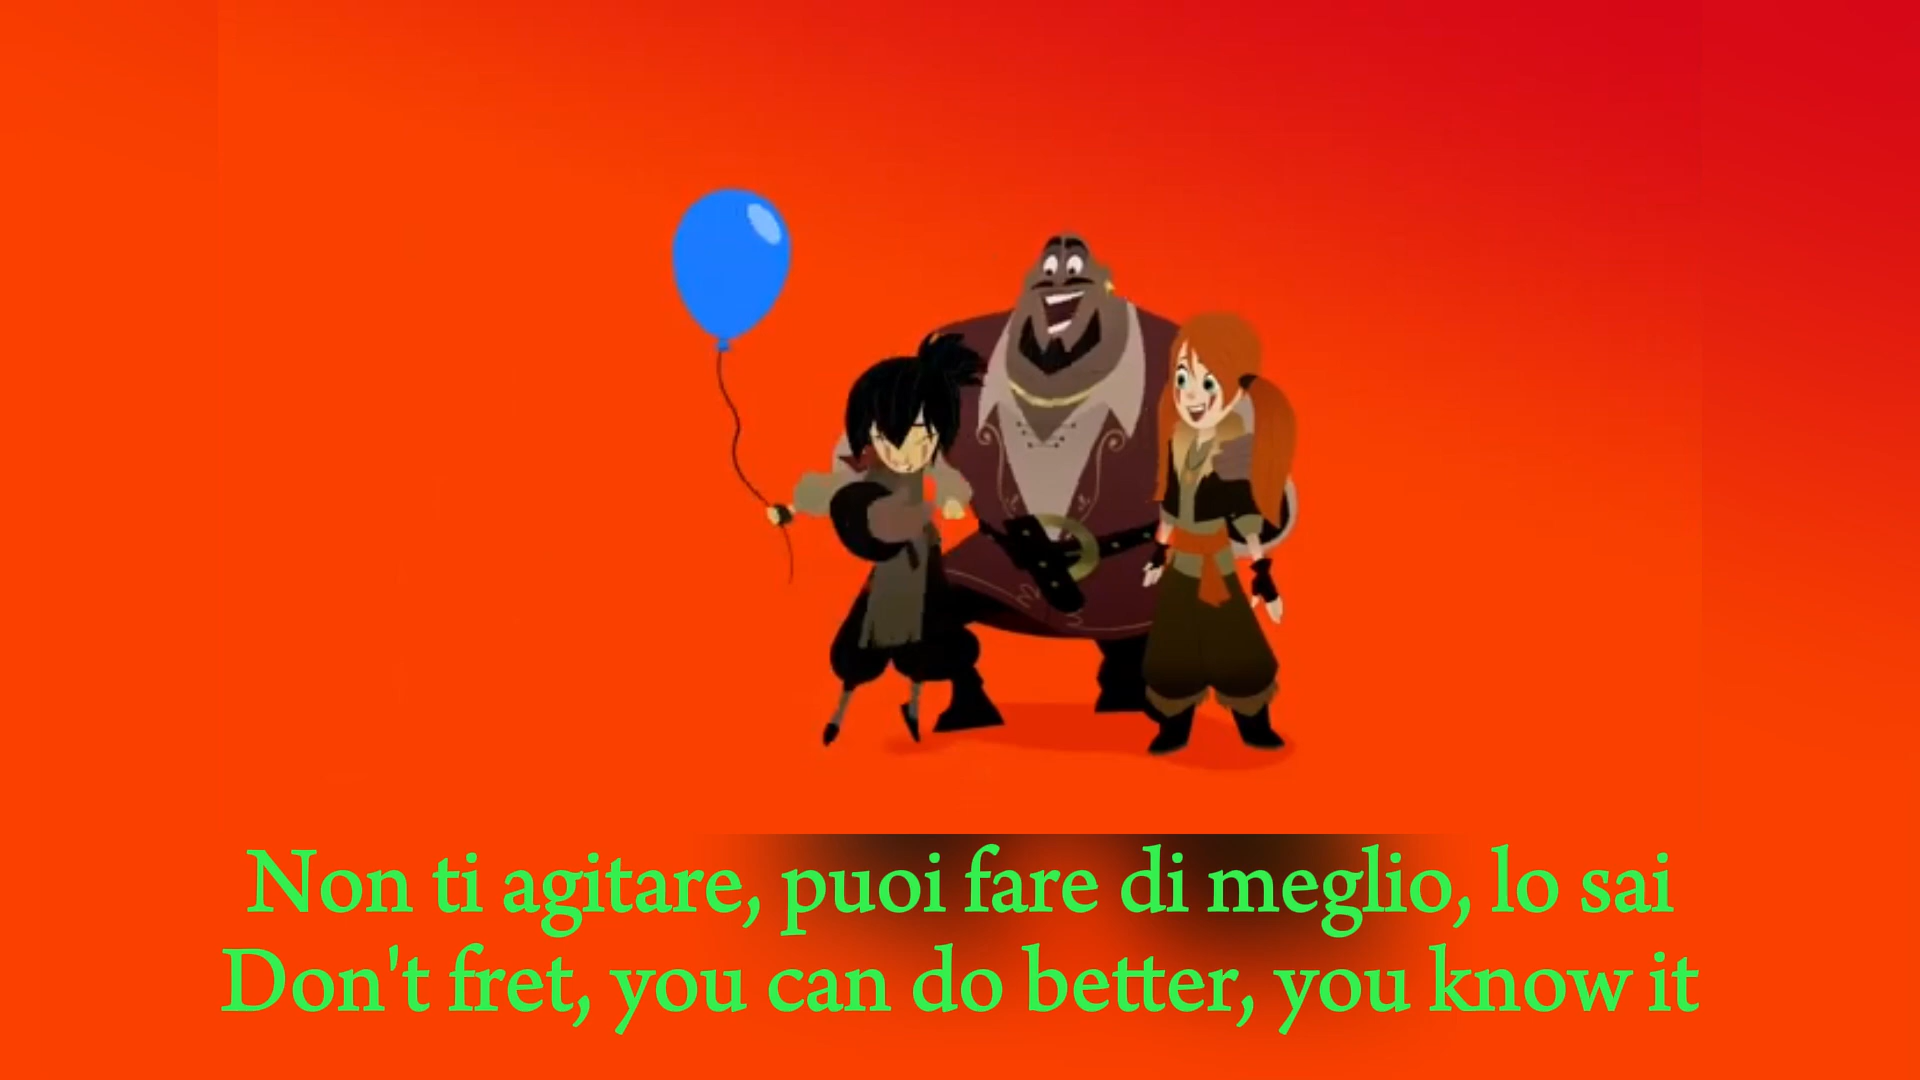 Non ti agitare, puoi fare di meglio, lo sai
Don't fret, you can do better, you know it